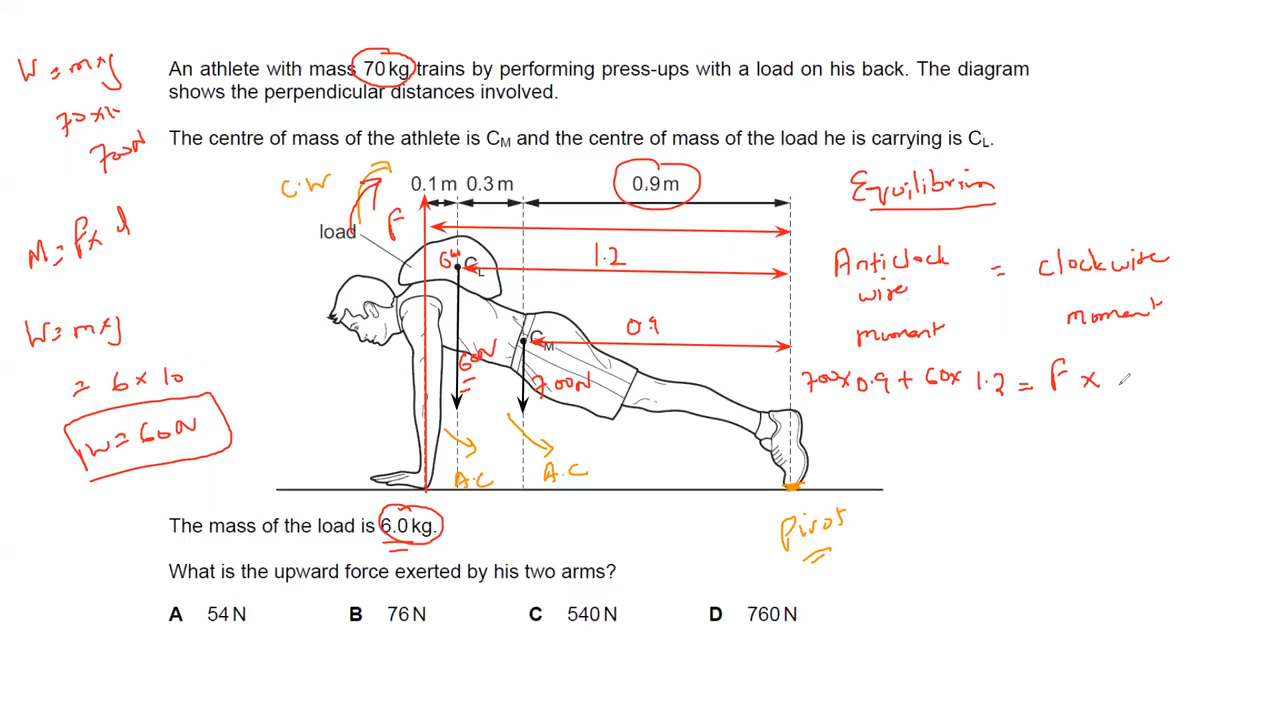 W = m×g
70×10
700N
M = F× d
W = m×g
= 6 × 10
W = 60N
An athlete with mass 70 kg trains by performing press-ups with a load on his back. The diagram
shows the perpendicular distances involved.
The centre of mass of the athlete is CM and the centre of mass of the load he is carrying is CL.
C.W
0.1 m 0.3 m 0.9 m
load
F
1.2
CL
0.9
CM
60N
700N
A.C
A.C
Pivot
Equilibrium
Anticlock = clockwise
wise
moment moment
700×0.9 + 60× 1.2 = F ×
The mass of the load is 6.0 kg.
What is the upward force exerted by his two arms?
A 54 N B 76 N C 540 N D 760 N